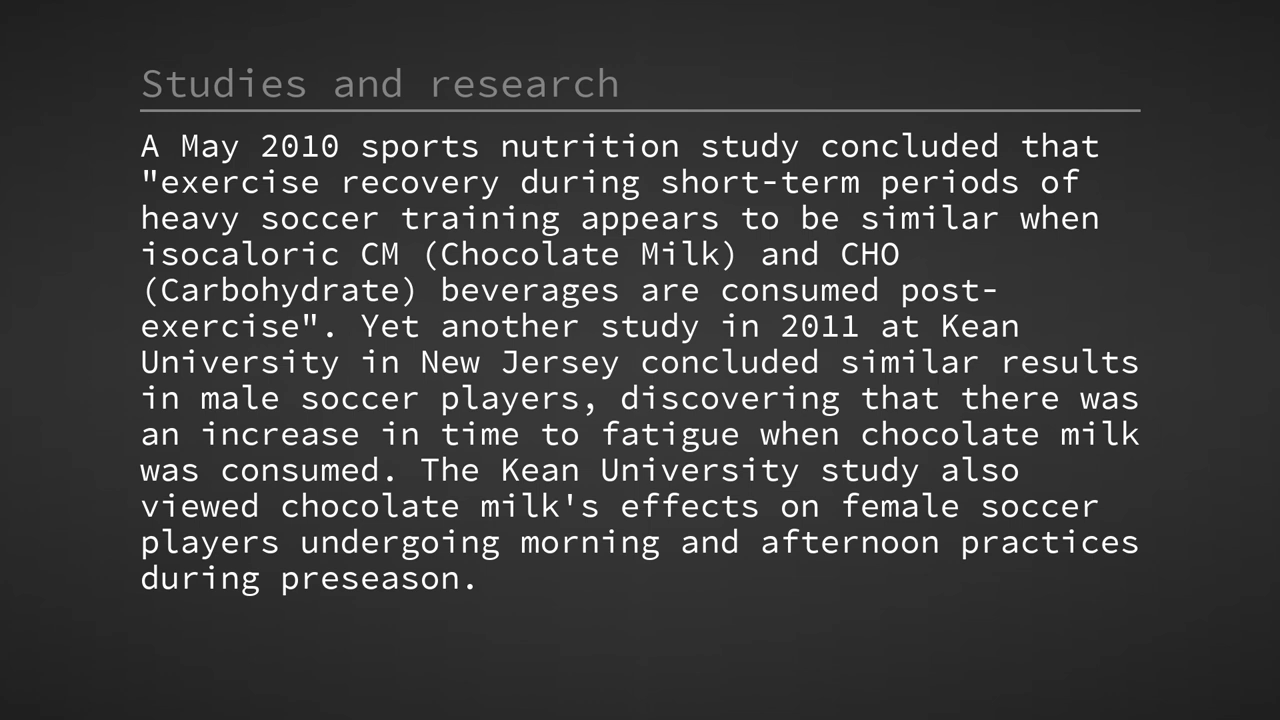 Studies and research
A May 2010 sports nutrition study concluded that
"exercise recovery during short-term periods of
heavy soccer training appears to be similar when
isocaloric CM (Chocolate Milk) and CHO
(Carbohydrate) beverages are consumed post-
exercise". Yet another study in 2011 at Kean
University in New Jersey concluded similar results
in male soccer players, discovering that there was
an increase in time to fatigue when chocolate milk
was consumed. The Kean University study also
viewed chocolate milk's effects on female soccer
players undergoing morning and afternoon practices
during preseason.